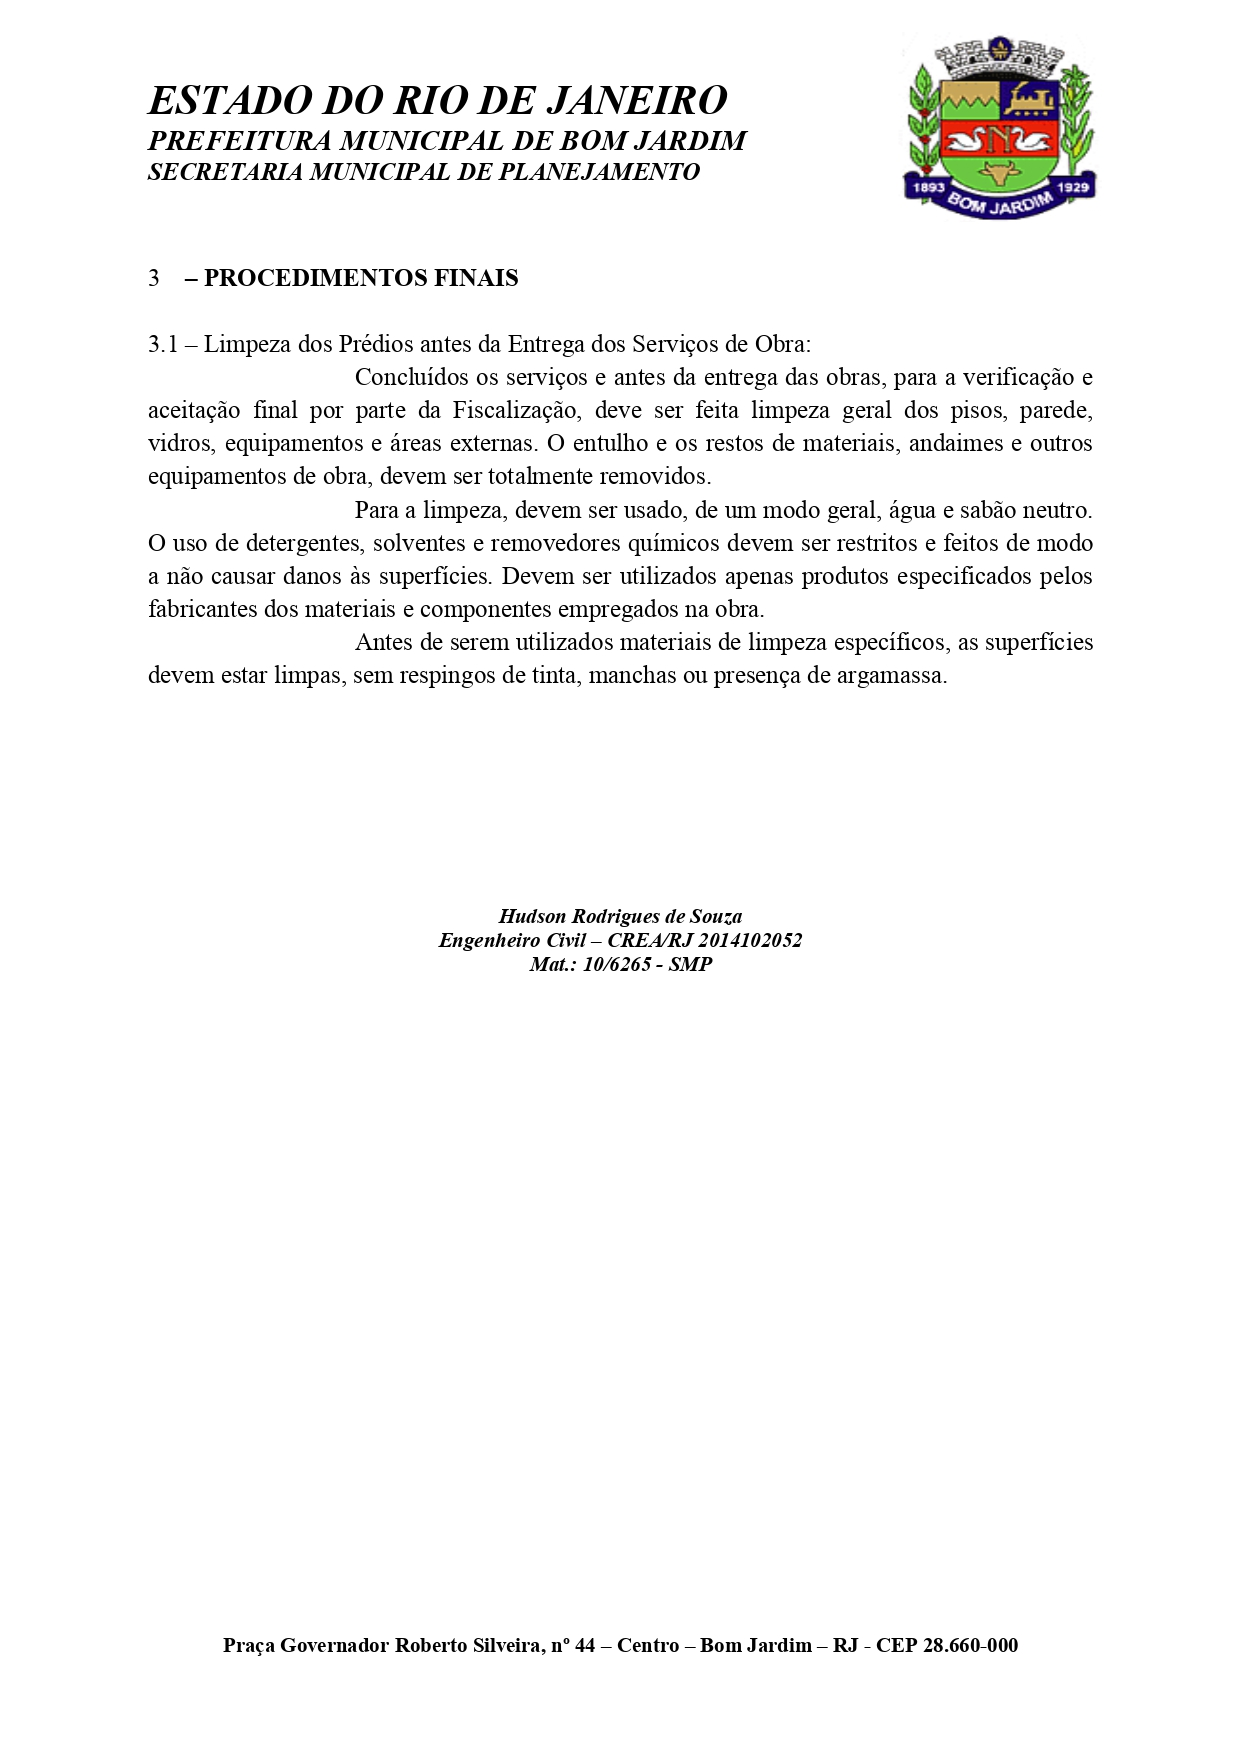 ESTADO DO RIO DE JANEIRO
PREFEITURA MUNICIPAL DE BOM JARDIM
SECRETARIA MUNICIPAL DE PLANEJAMENTO
N
1893 BOM JARDIM 1929
3 – PROCEDIMENTOS FINAIS
3.1 – Limpeza dos Prédios antes da Entrega dos Serviços de Obra:
Concluídos os serviços e antes da entrega das obras, para a verificação e
aceitação final por parte da Fiscalização, deve ser feita limpeza geral dos pisos, parede,
vidros, equipamentos e áreas externas. O entulho e os restos de materiais, andaimes e outros
equipamentos de obra, devem ser totalmente removidos.
Para a limpeza, devem ser usado, de um modo geral, água e sabão neutro.
O uso de detergentes, solventes e removedores químicos devem ser restritos e feitos de modo
a não causar danos às superfícies. Devem ser utilizados apenas produtos especificados pelos
fabricantes dos materiais e componentes empregados na obra.
Antes de serem utilizados materiais de limpeza específicos, as superfícies
devem estar limpas, sem respingos de tinta, manchas ou presença de argamassa.
Hudson Rodrigues de Souza
Engenheiro Civil – CREA/RJ 2014102052
Mat.: 10/6265 - SMP
Praça Governador Roberto Silveira, nº 44 – Centro – Bom Jardim – RJ - CEP 28.660-000